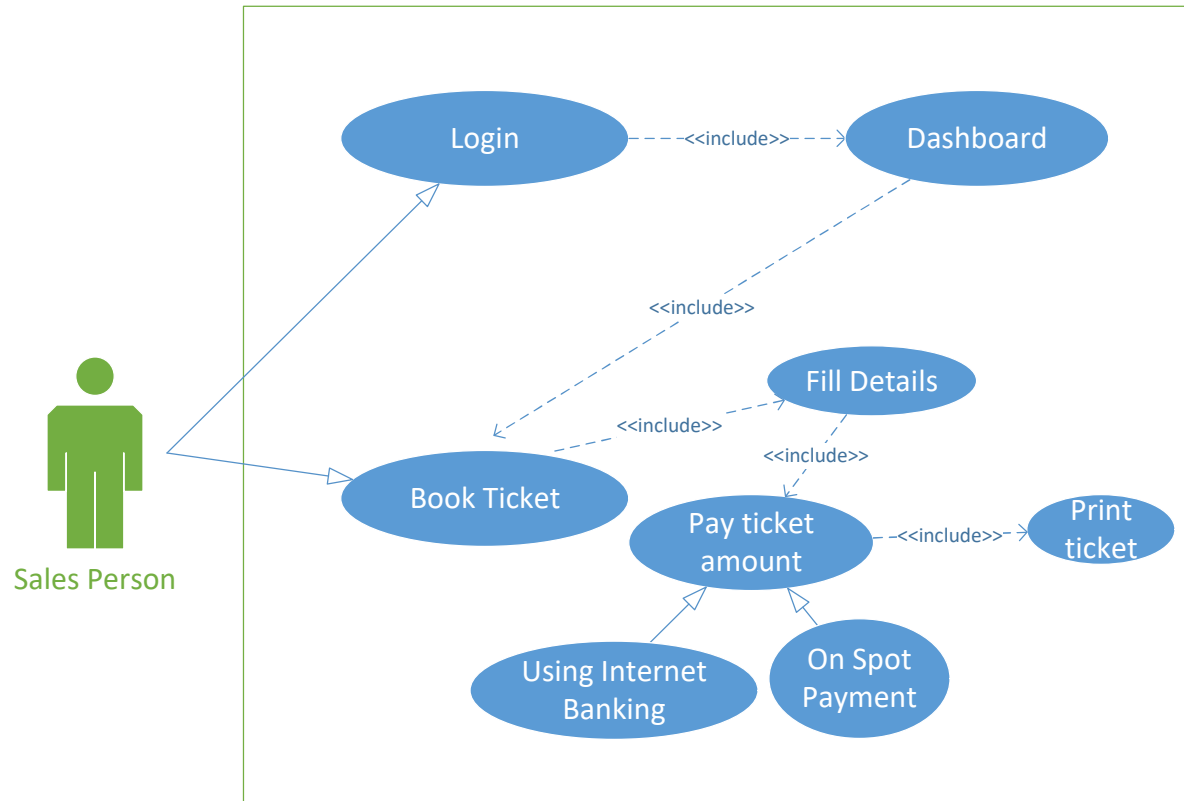 Login
<<include>>
Dashboard
<<include>>
Fill Details
<<include>>
<<include>>
Book Ticket
Pay ticket
amount
<<include>>
Print
ticket
Sales Person
Using Internet
Banking
On Spot
Payment